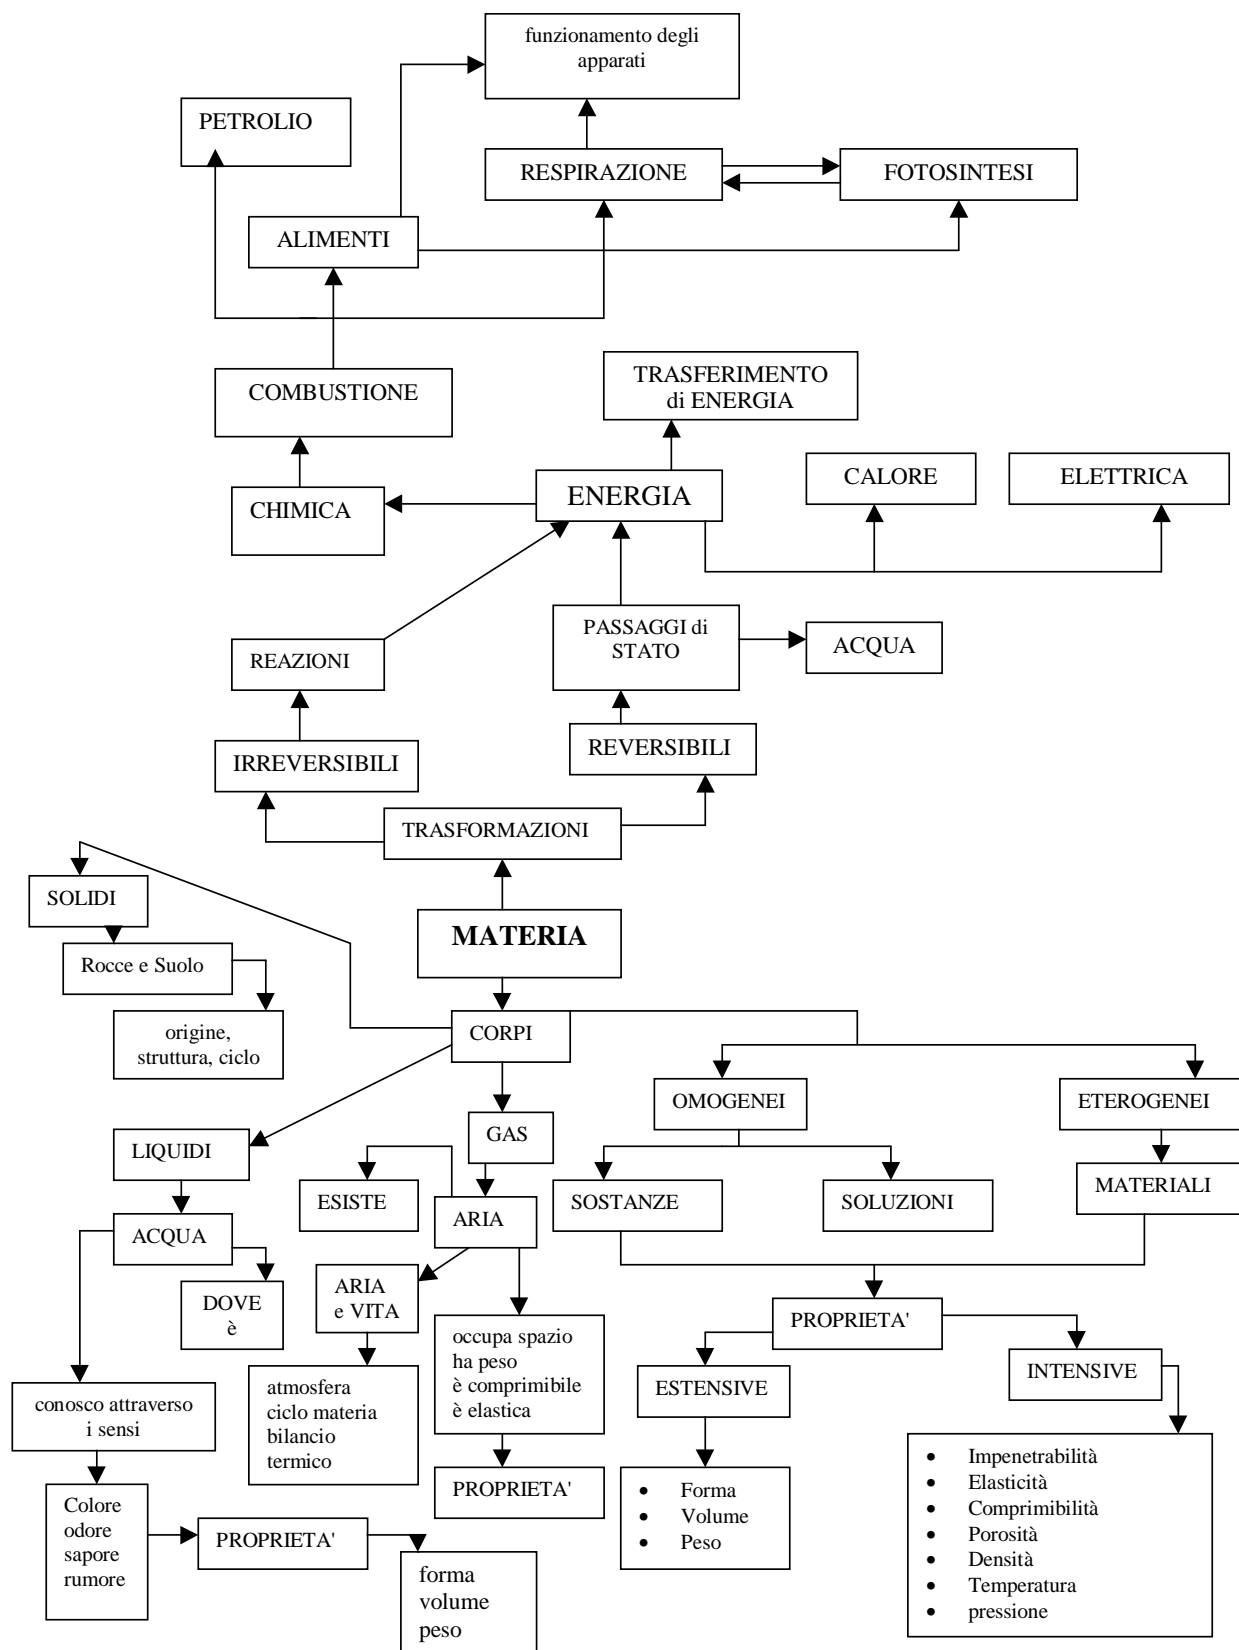 funzionamento degli
apparati
PETROLIO
RESPIRAZIONE
FOTOSINTESI
ALIMENTI
COMBUSTIONE
TRASFERIMENTO
di ENERGIA
CHIMICA
ENERGIA
CALORE
ELETTRICA
REAZIONI
PASSAGGI di
STATO
ACQUA
IRREVERSIBILI
REVERSIBILI
TRASFORMAZIONI
SOLIDI
MATERIA
Rocce e Suolo
origine,
struttura, ciclo
CORPI
OMOGENEI
ETEROGENEI
LIQUIDI
GAS
ESISTE
ARIA
SOSTANZE
SOLUZIONI
MATERIALI
ACQUA
DOVE
è
ARIA
e VITA
occupa spazio
ha peso
è comprimibile
è elastica
PROPRIETA'
ESTENSIVE
INTENSIVE
conosco attraverso
i sensi
atmosfera
ciclo materia
bilancio
termico
PROPRIETA'
• Forma
• Volume
• Peso
• Impenetrabilità
• Elasticità
• Comprimibilità
• Porosità
• Densità
• Temperatura
• pressione
Colore
odore
sapore
rumore
PROPRIETA'
forma
volume
peso